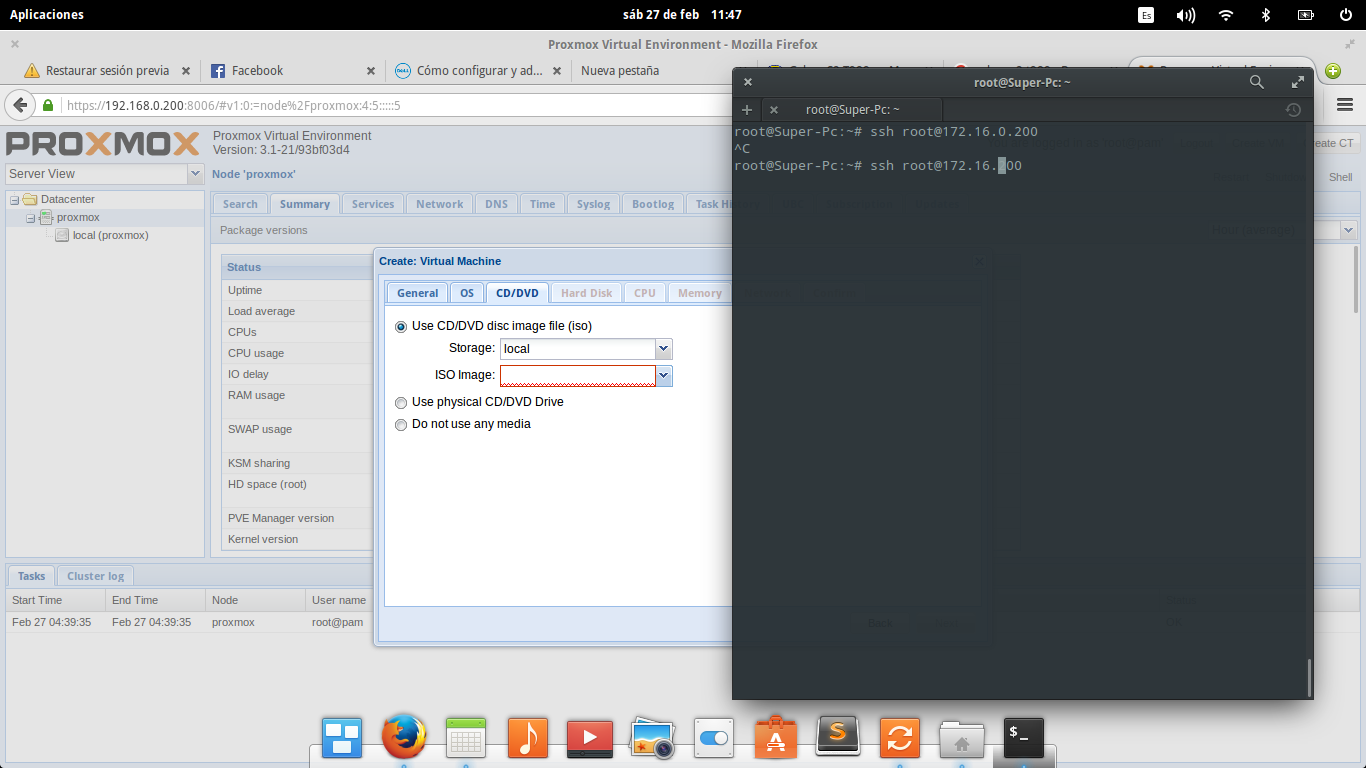 Aplicaciones
sáb 27 de feb 11:47
Es
Proxmox Virtual Environment - Mozilla Firefox
Restaurar sesión previa
Facebook
Cómo configurar y ad...
Nueva pestaña
https://192.168.0.200:8006/#v1:0:=node%2Fproxmox:4:5:::::5
PROXMOX
Proxmox Virtual Environment
Version: 3.1-21/93bf03d4
Server View
Node 'proxmox'
Shell
Datacenter
proxmox
local (proxmox)
Search
Summary
Services
Network
DNS
Time
Syslog
Bootlog
Package versions
Status
Uptime
Load average
CPUs
CPU usage
IO delay
RAM usage
SWAP usage
KSM sharing
HD space (root)
PVE Manager version
Kernel version
Create: Virtual Machine
General
OS
CD/DVD
Hard Disk
CPU
Memory
Use CD/DVD disc image file (iso)
Storage: local
ISO Image:
Use physical CD/DVD Drive
Do not use any media
Back
root@Super-Pc: ~
root@Super-Pc: ~
root@Super-Pc:~# ssh root@172.16.0.200
^C
root@Super-Pc:~# ssh root@172.16.200
Tasks
Cluster log
Start Time
End Time
Node
User name
Feb 27 04:39:35
Feb 27 04:39:35
proxmox
root@pam
$_